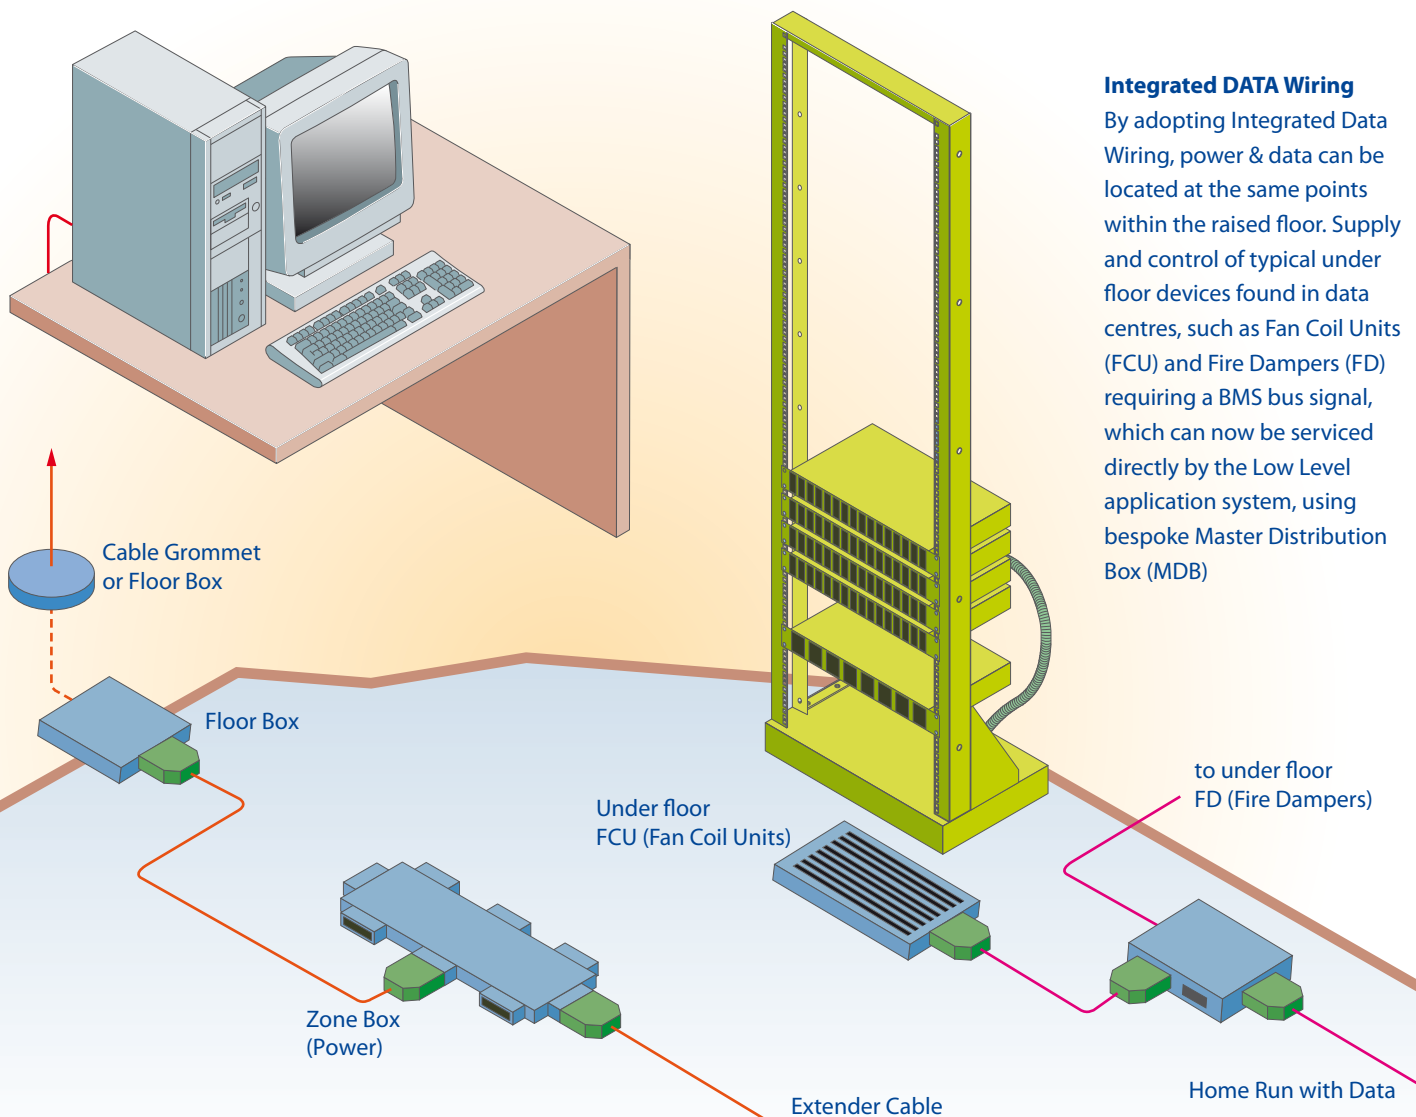 Integrated DATA Wiring
By adopting Integrated Data
Wiring, power & data can be
located at the same points
within the raised floor. Supply
and control of typical under
floor devices found in data
centres, such as Fan Coil Units
(FCU) and Fire Dampers (FD)
requiring a BMS bus signal,
which can now be serviced
directly by the Low Level
application system, using
bespoke Master Distribution
Box (MDB)
Cable Grommet
or Floor Box
Floor Box
to under floor
FD (Fire Dampers)
Under floor
FCU (Fan Coil Units)
Zone Box
(Power)
Home Run with Data
Extender Cable